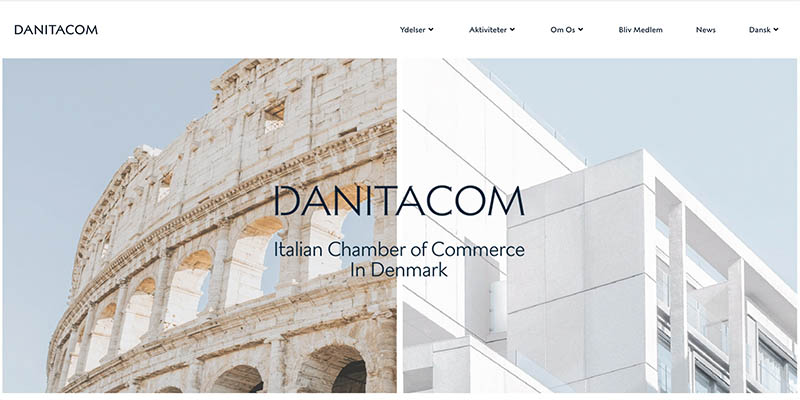 DANITACOM
Ydelser
Aktiviteter
Om Os
Bliv Medlem
News
Dansk
DANITACOM
Italian Chamber of Commerce
In Denmark